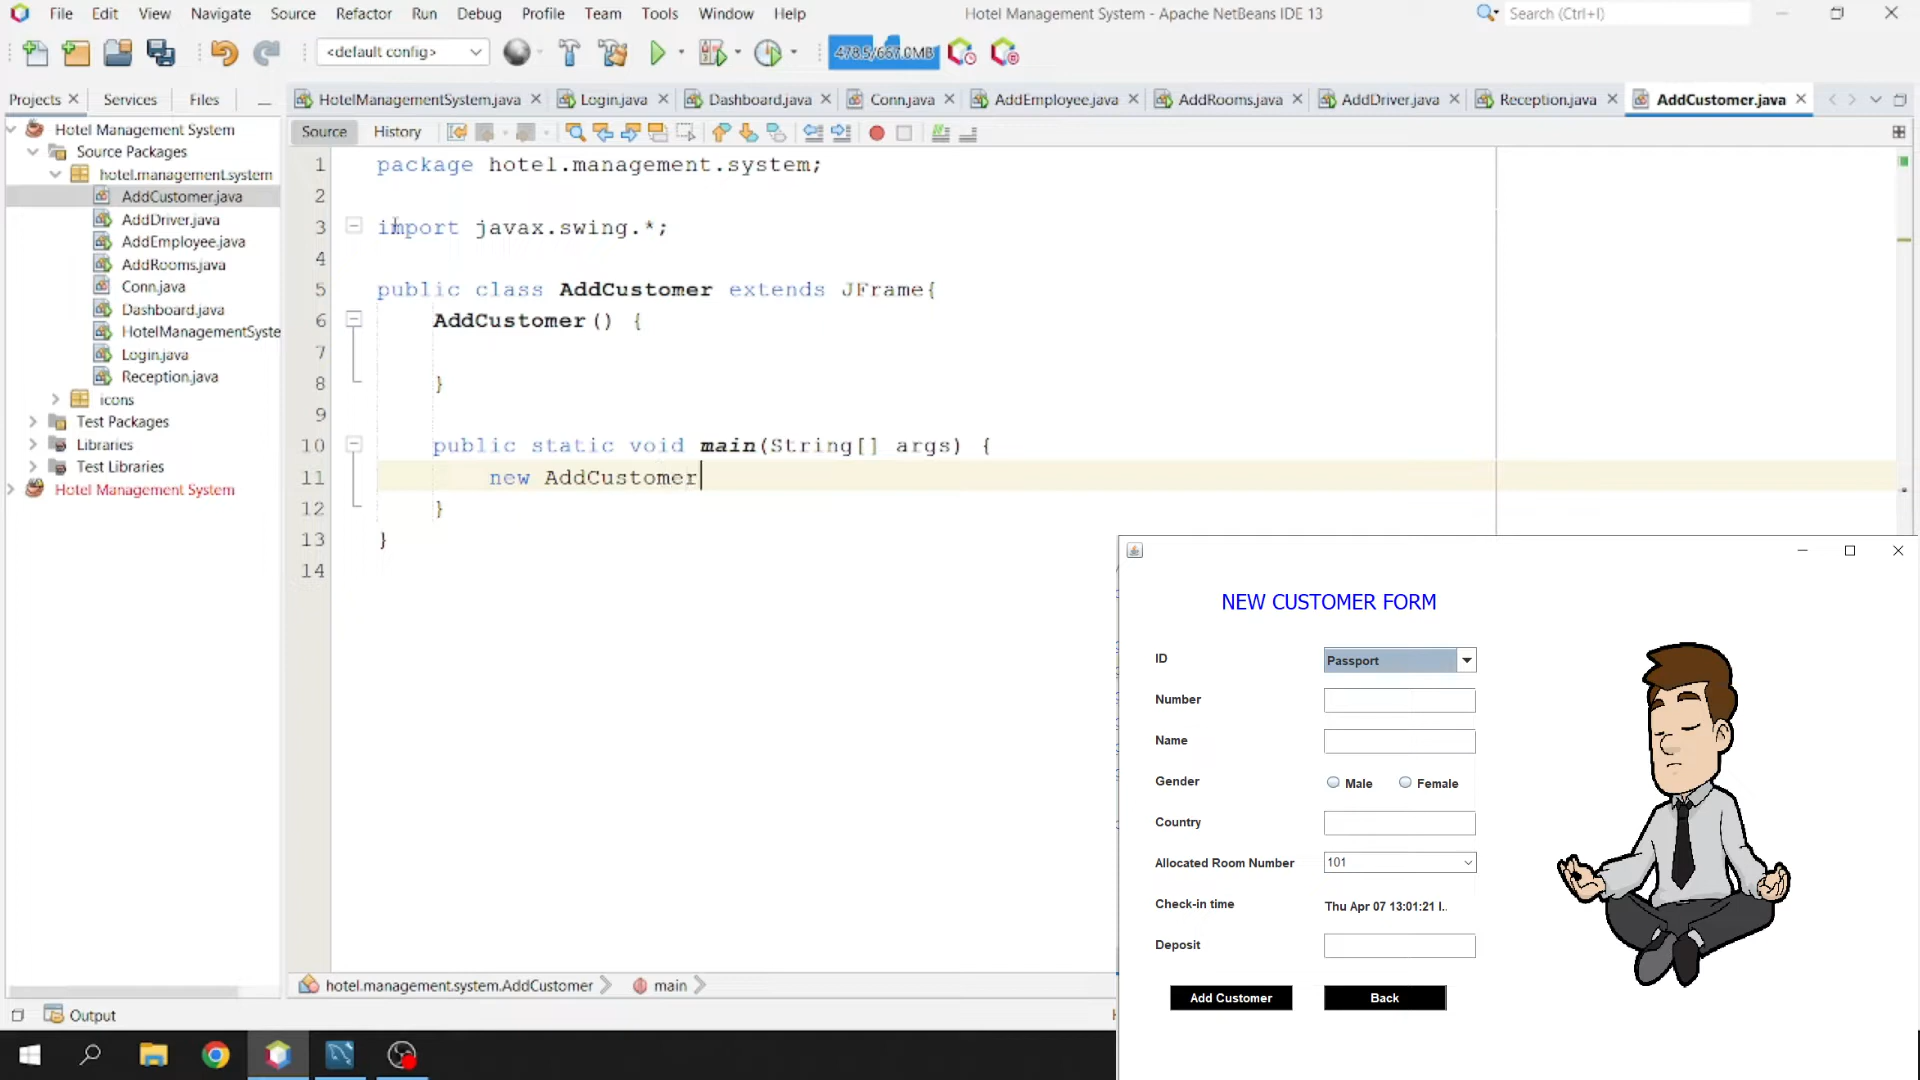 File Edit View Navigate Source Refactor Run Debug Profile Team Tools Window Help
Hotel Management System - Apache NetBeans IDE 13
Search (Ctrl+I)
<default config>
478.5/667.0MB
Projects Services Files
HotelManagementSystem.java Login.java Dashboard.java Conn.java AddEmployee.java AddRooms.java AddDriver.java Reception.java AddCustomer.java
Source History
Hotel Management System
Source Packages
hotel.management.system
AddCustomer.java
AddDriver.java
AddEmployee.java
AddRooms.java
Conn.java
Dashboard.java
HotelManagementSyste
Login.java
Reception.java
icons
Test Packages
Libraries
Test Libraries
Hotel Management System
1 package hotel.management.system;
2
3 import javax.swing.*;
4
5 public class AddCustomer extends JFrame{
6 AddCustomer() {
7
8 }
9
10 public static void main(String[] args) {
11 new AddCustomer
12 }
13 }
14
NEW CUSTOMER FORM
ID Passport
Number
Name
Gender Male Female
Country
Allocated Room Number 101
Check-in time Thu Apr 07 13:01:21 I..
Deposit
Add Customer Back
hotel.management.system.AddCustomer main
Output